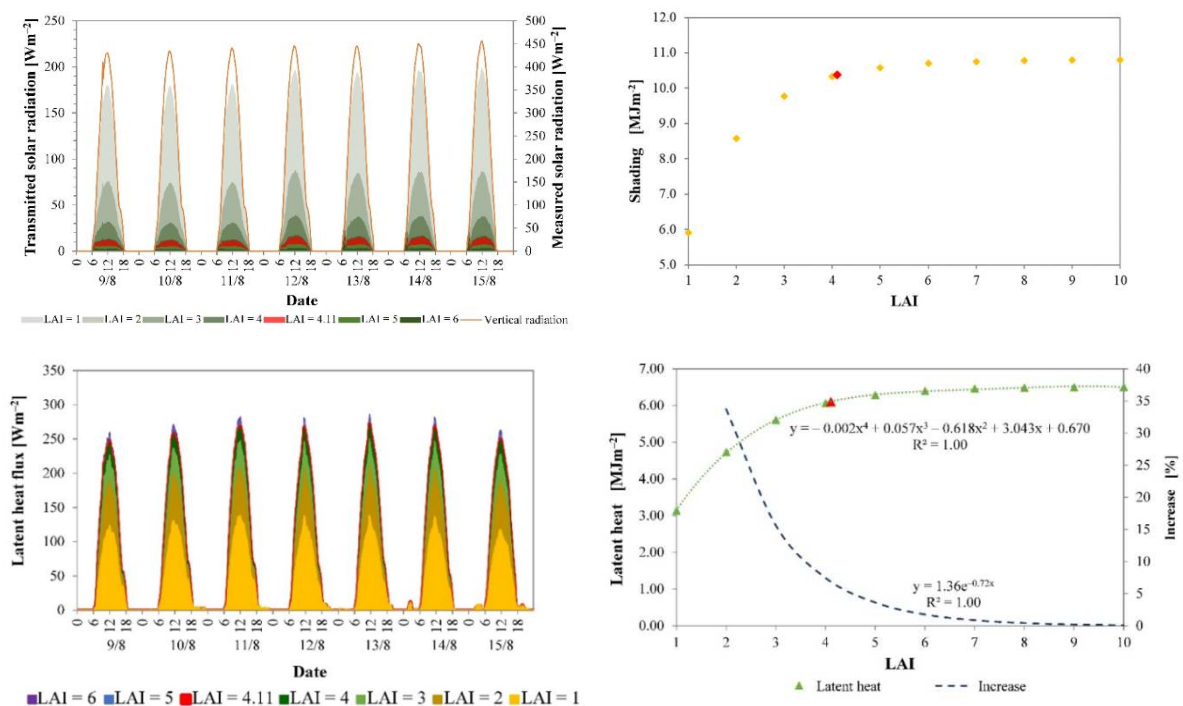 Transmitted solar radiation [Wm⁻²]
250
200
150
100
50
0
500
450
400
350
300
250
200
150
100
50
0
Measured solar radiation [Wm⁻²]
0 6 12 18 0 6 12 18 0 6 12 18 0 6 12 18 0 6 12 18 0 6 12 18 0 6 12 18
9/8 10/8 11/8 12/8 13/8 14/8 15/8
Date
LAI = 1 LAI = 2 LAI = 3 LAI = 4 LAI = 4.11 LAI = 5 LAI = 6 Vertical radiation
Shading [MJm⁻²]
12.0
11.0
10.0
9.0
8.0
7.0
6.0
5.0
1 2 3 4 5 6 7 8 9 10
LAI
Latent heat flux [Wm⁻²]
350
300
250
200
150
100
50
0
0 6 12 18 0 6 12 18 0 6 12 18 0 6 12 18 0 6 12 18 0 6 12 18 0 6 12 18
9/8 10/8 11/8 12/8 13/8 14/8 15/8
Date
LAI = 6 LAI = 5 LAI = 4.11 LAI = 4 LAI = 3 LAI = 2 LAI = 1
Latent heat [MJm⁻²]
7.00
6.00
5.00
4.00
3.00
2.00
1.00
0.00
y = − 0.002x⁴ + 0.057x³ − 0.618x² + 3.043x + 0.670
R² = 1.00
y = 1.36e⁻⁰·⁷²ˣ
R² = 1.00
40
35
30
25
20
15
10
5
0
Increase [%]
1 2 3 4 5 6 7 8 9 10
LAI
Latent heat Increase